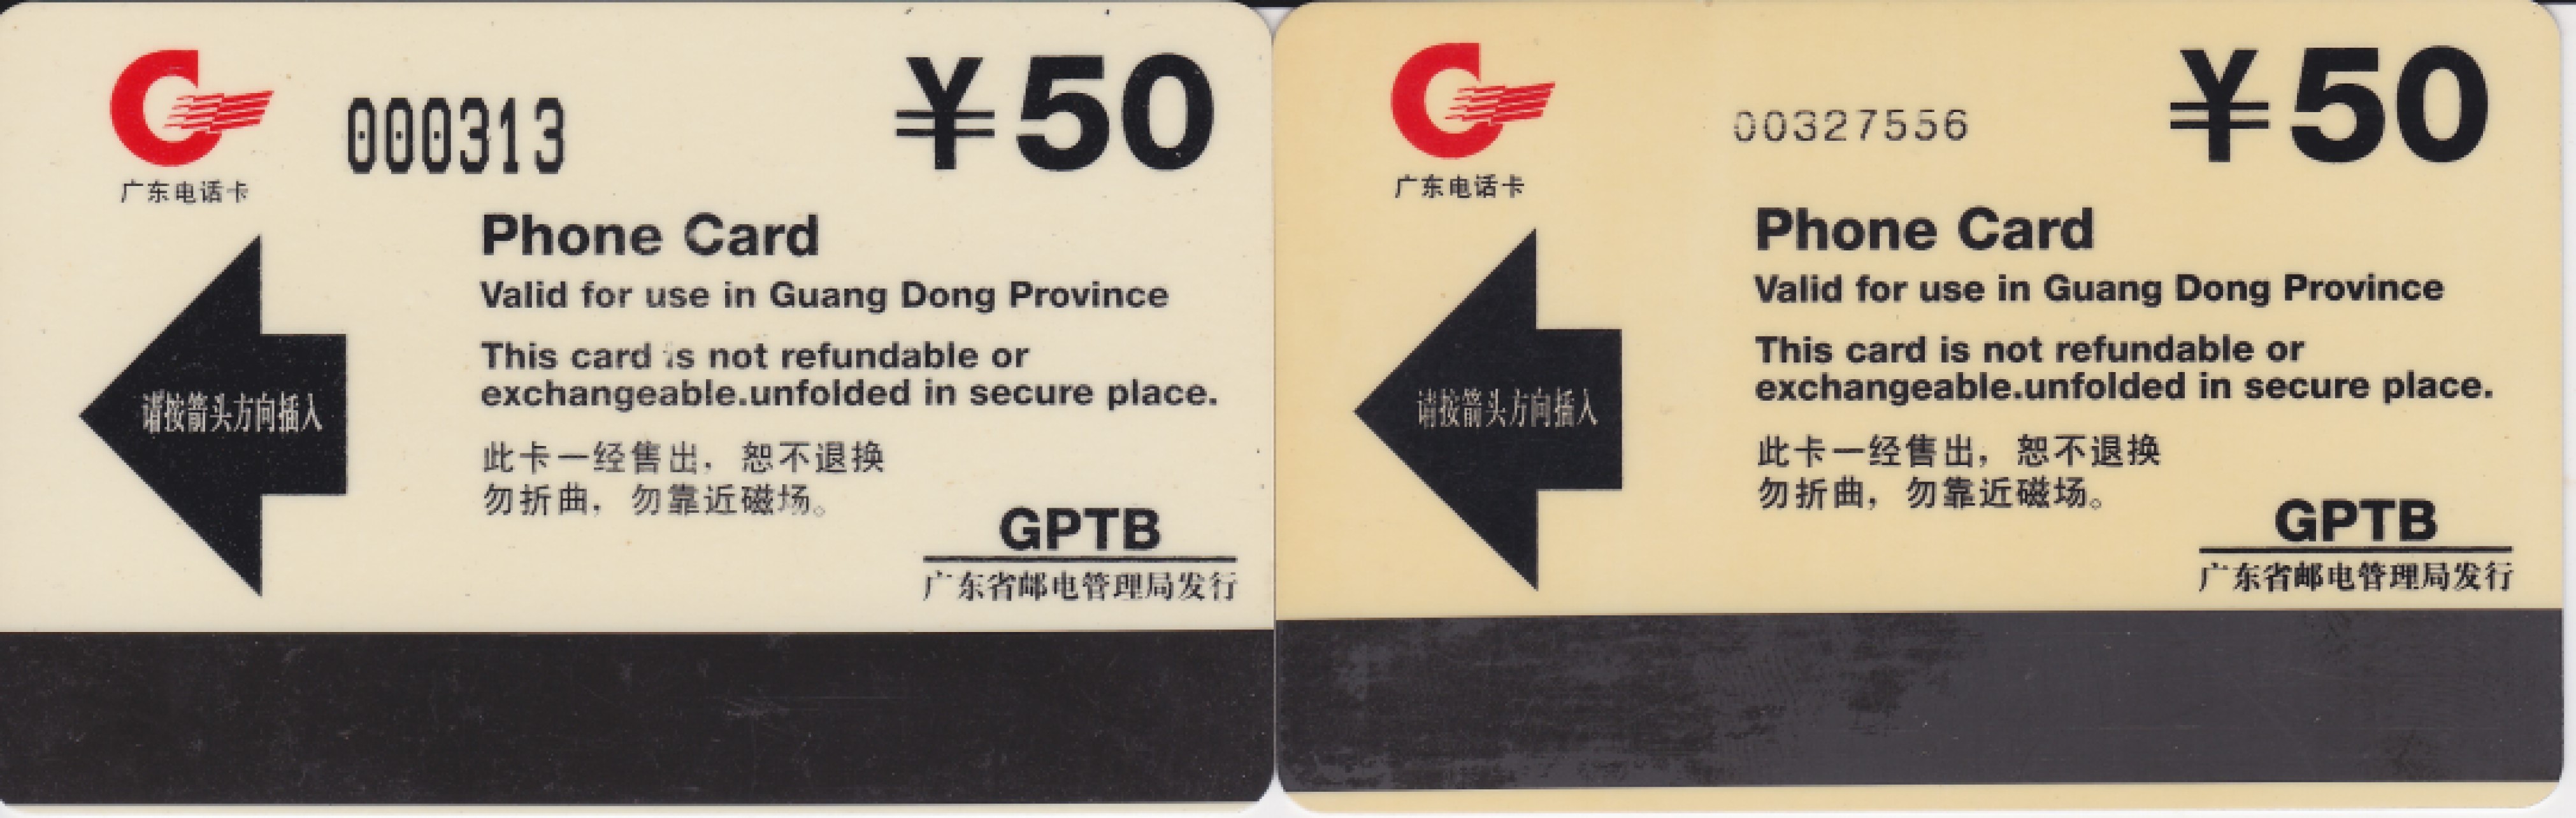 000313
¥50
广东电话卡
Phone Card
Valid for use in Guang Dong Province
This card is not refundable or
exchangeable.unfolded in secure place.
请按箭头方向插入
此卡一经售出，恕不退换
勿折曲，勿靠近磁场。
GPTB
广东省邮电管理局发行
00327556
¥50
广东电话卡
Phone Card
Valid for use in Guang Dong Province
This card is not refundable or
exchangeable.unfolded in secure place.
请按箭头方向插入
此卡一经售出，恕不退换
勿折曲，勿靠近磁场。
GPTB
广东省邮电管理局发行